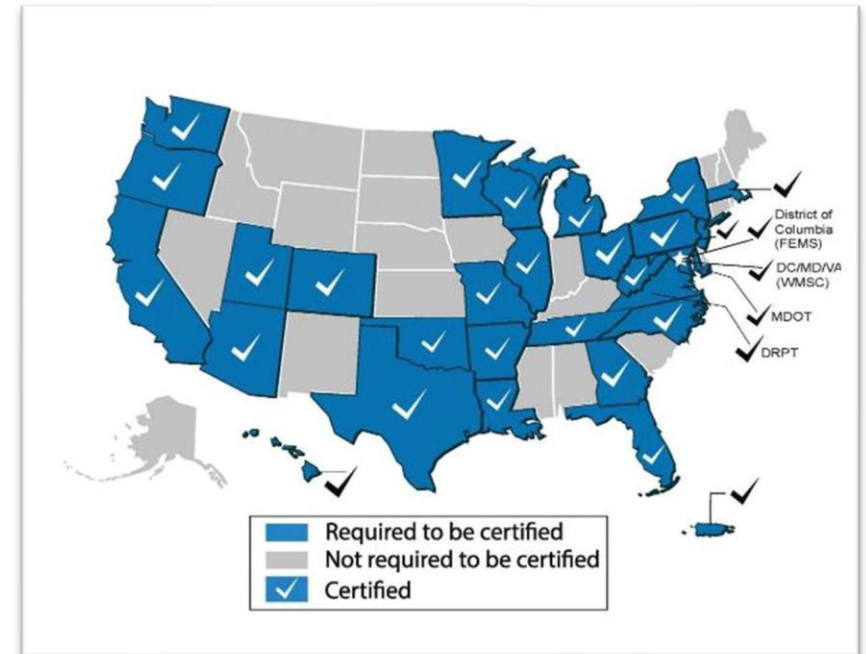 District of
Columbia
(FEMS)
DC/MD/VA
(WMSC)
MDOT
DRPT
Required to be certified
Not required to be certified
Certified